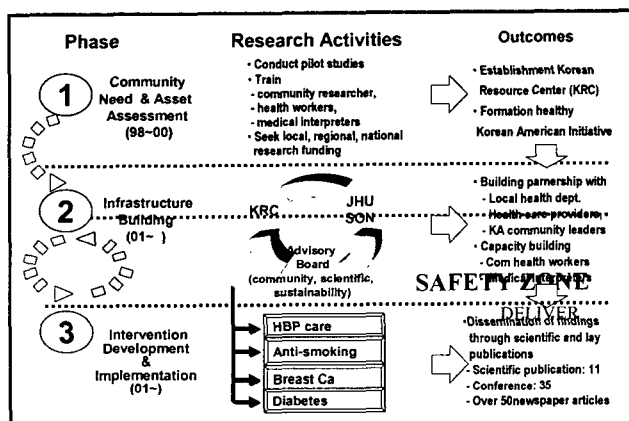 Phase
Research Activities
Outcomes
1
Community
Need & Asset
Assessment
(98~00)
• Conduct pilot studies
• Train
- community researcher,
- health workers,
- medical interpreters
• Seek local, regional, national
research funding
• Establishment Korean
Resource Center (KRC)
• Formation healthy
Korean American Initiative
2
Infrastructure
Building
(01~ )
KRC
JHU
SON
Advisory
Board
(community, scientific,
sustainability)
• Building parnership with
- Local health dept.
- Health care providers,
- KA community leaders
• Capacity building
- Com health workers
- Medical interpreters
SAFETY ZONE
DELIVER
3
Intervention
Development
&
Implementation
(01~)
HBP care
Anti-smoking
Breast Ca
Diabetes
•Dissemination of findings
through scientific and lay
publications
- Scientific publication: 11
- Conference: 35
- Over 50newspaper articles